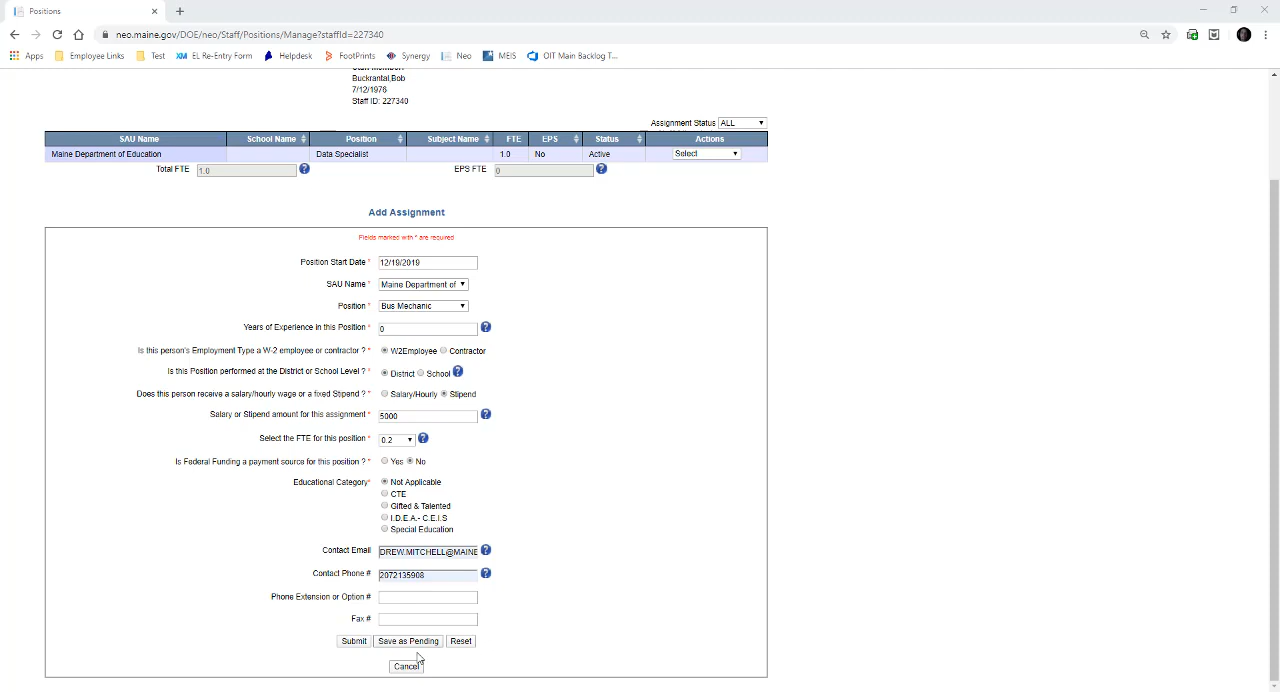 Positions
neo.maine.gov/DOE/neo/Staff/Positions/Manage?staffId=227340
Apps Employee Links Test XM EL Re-Entry Form Helpdesk FootPrints Synergy Neo MEIS OIT Main Backlog T...
Buckrantal,Bob
7/12/1976
Staff ID: 227340
Assignment Status ALL
SAU Name School Name Position Subject Name FTE EPS Status Actions
Maine Department of Education Data Specialist 1.0 No Active Select
Total FTE 1.0 ? EPS FTE 0 ?
Add Assignment
Fields marked with * are required
Position Start Date * 12/19/2019
SAU Name * Maine Department of
Position * Bus Mechanic
Years of Experience in this Position * 0 ?
Is this person's Employment Type a W-2 employee or contractor ? * W2Employee Contractor
Is this Position performed at the District or School Level ? * District School ?
Does this person receive a salary/hourly wage or a fixed Stipend ? * Salary/Hourly Stipend
Salary or Stipend amount for this assignment * 5000 ?
Select the FTE for this position * 0.2 ?
Is Federal Funding a payment source for this position ? * Yes No
Educational Category* Not Applicable
CTE
Gifted & Talented
I.D.E.A.- C.E.I.S
Special Education
Contact Email DREW.MITCHELL@MAINE ?
Contact Phone # 2072135908 ?
Phone Extension or Option #
Fax #
Submit Save as Pending Reset
Cancel